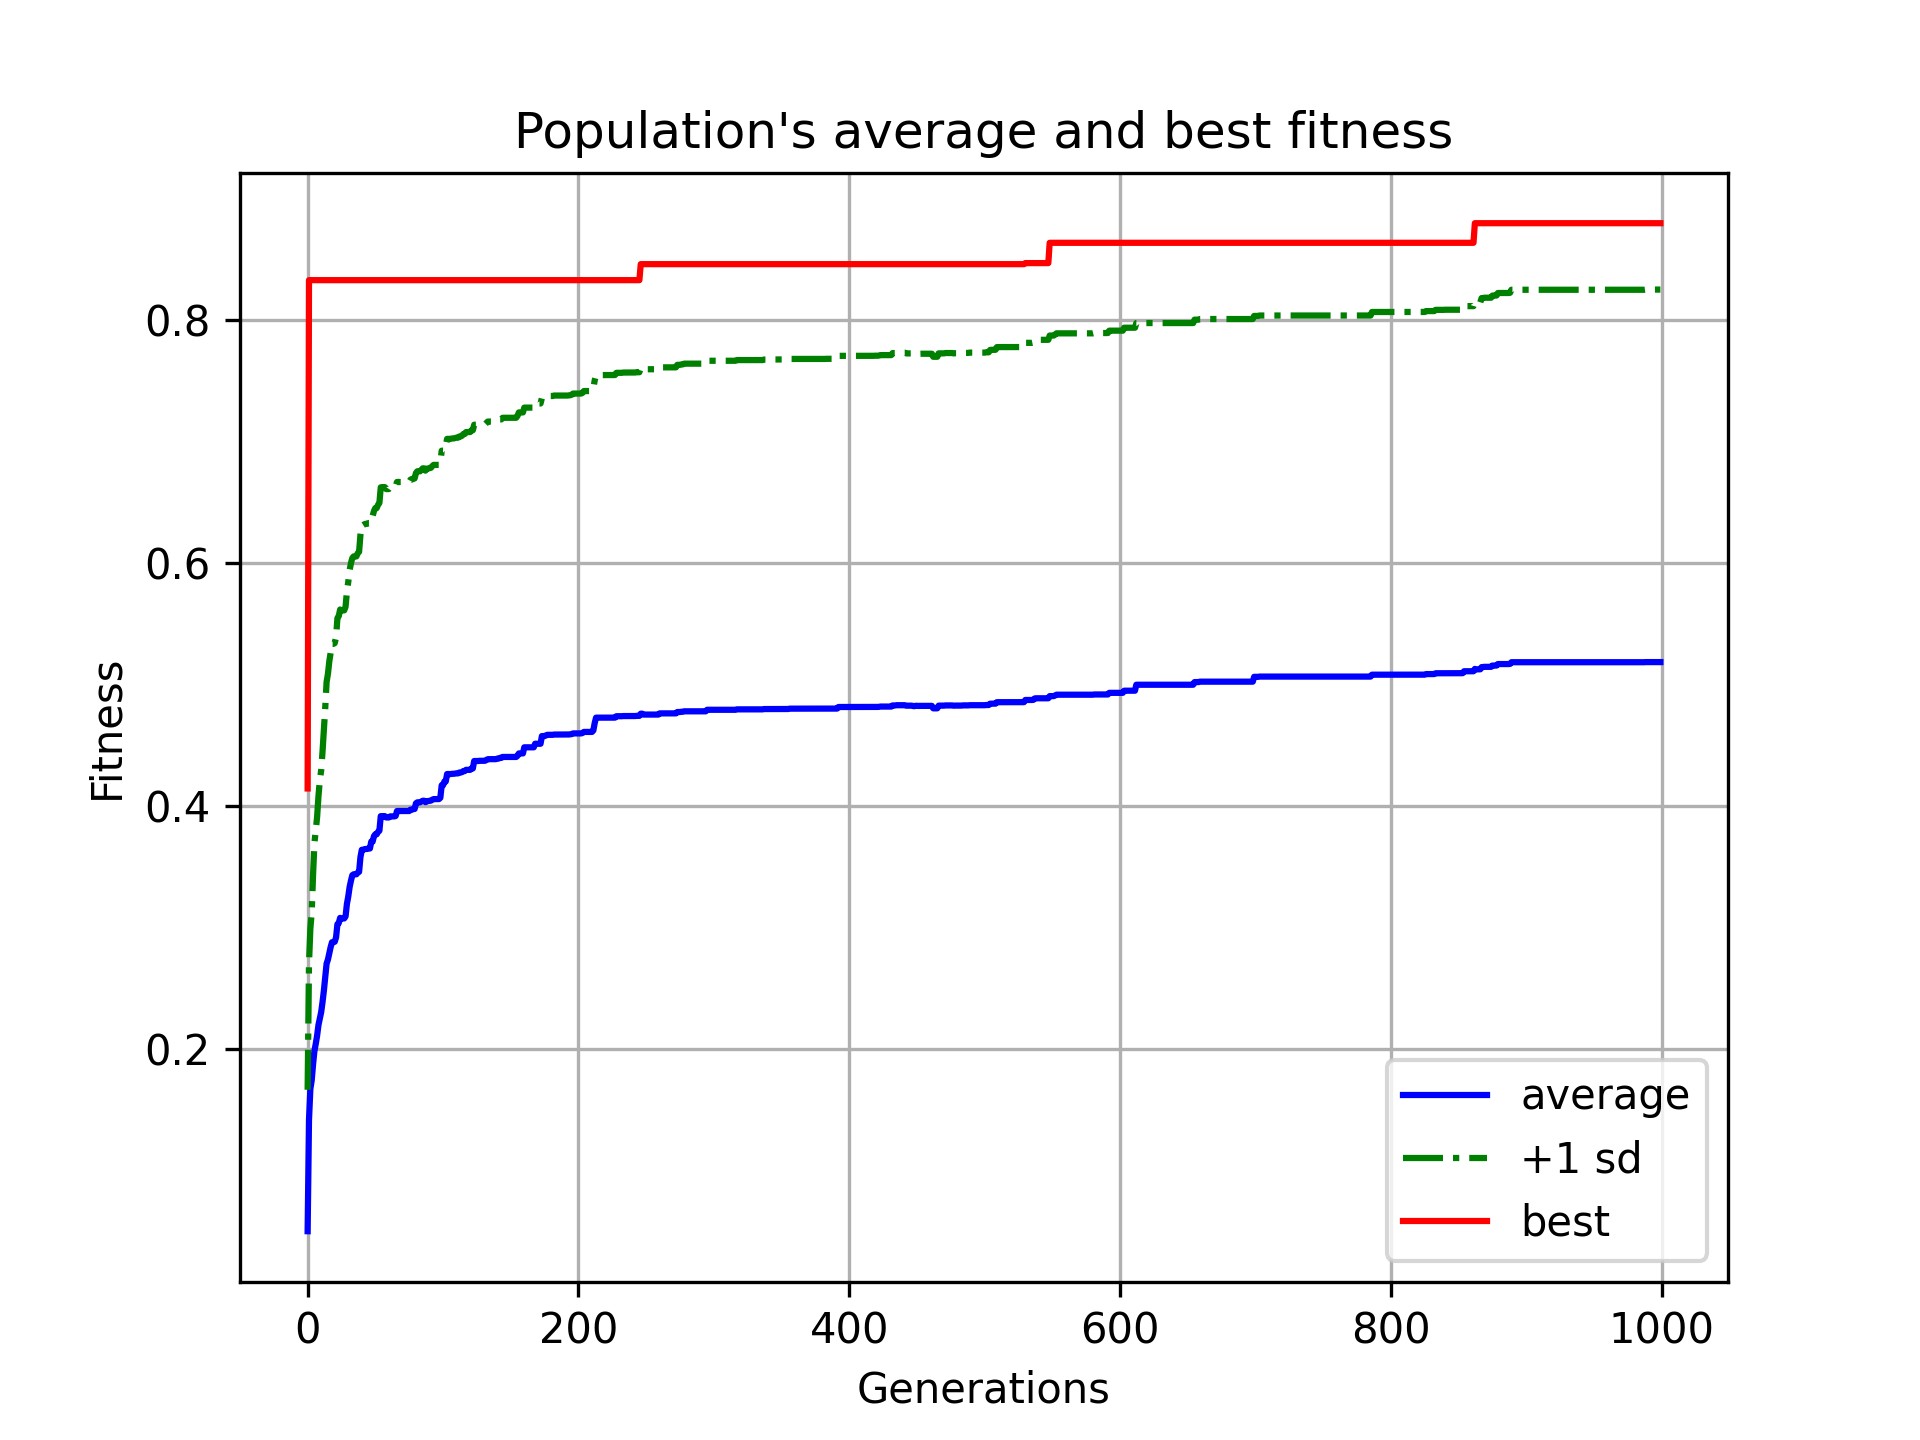 Population's average and best fitness
Fitness
0.8
0.6
0.4
0.2
0 200 400 600 800 1000
Generations
average
+1 sd
best